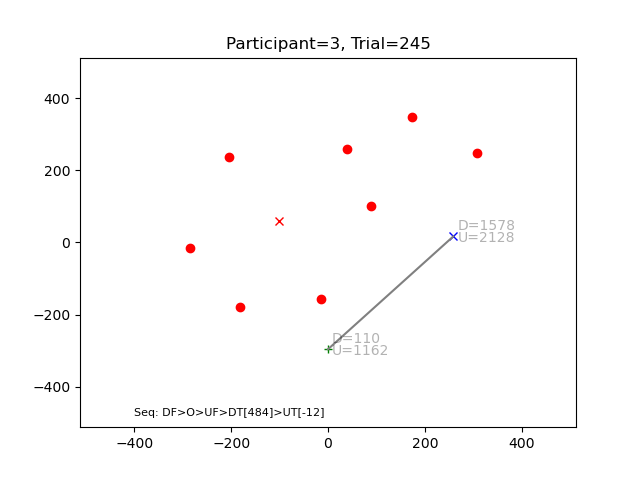 Participant=3, Trial=245
400
200
0
−200
−400
D=1578
U=2128
D=110
U=1162
Seq: DF>O>UF>DT[484]>UT[-12]
−400
−200
0
200
400